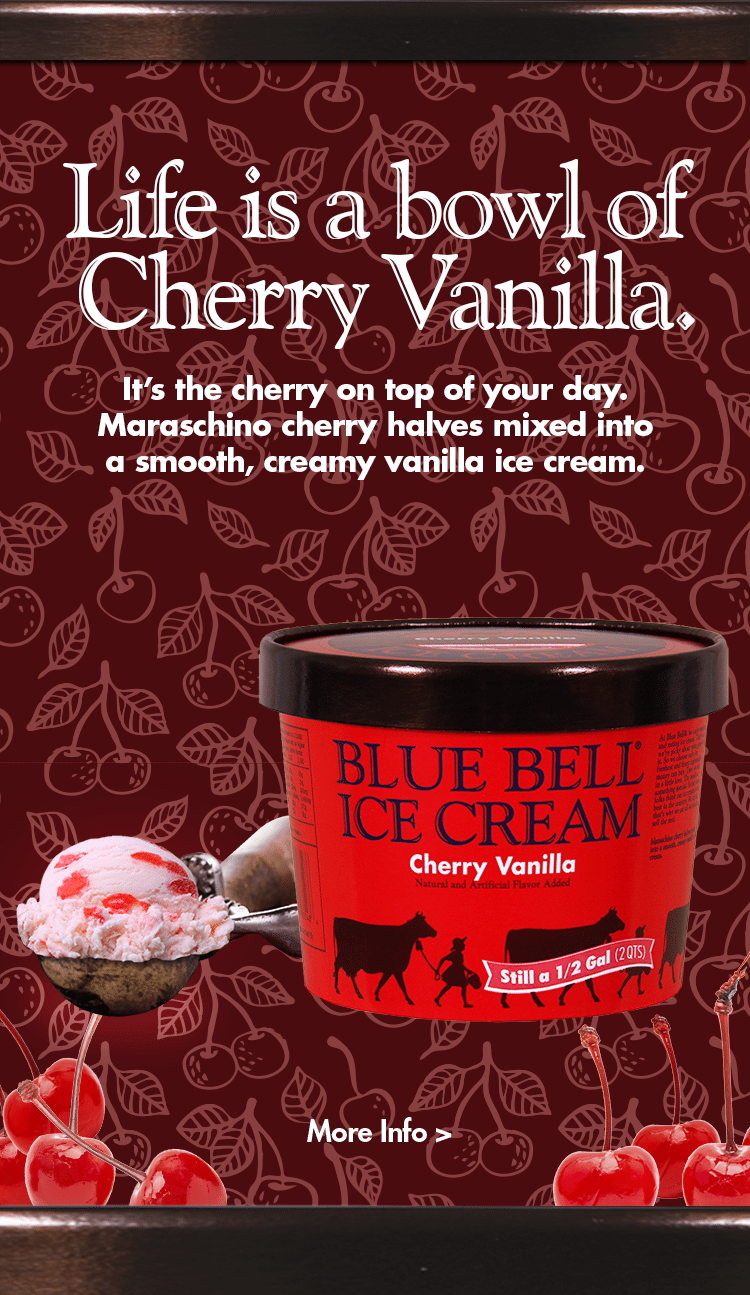 Life is a bowl of
Cherry Vanilla.
It's the cherry on top of your day.
Maraschino cherry halves mixed into
a smooth, creamy vanilla ice cream.
Cherry Vanilla
BLUE BELL®
ICE CREAM
Cherry Vanilla
Natural and Artificial Flavor Added
Still a 1/2 Gal (2 QTS)
More Info >